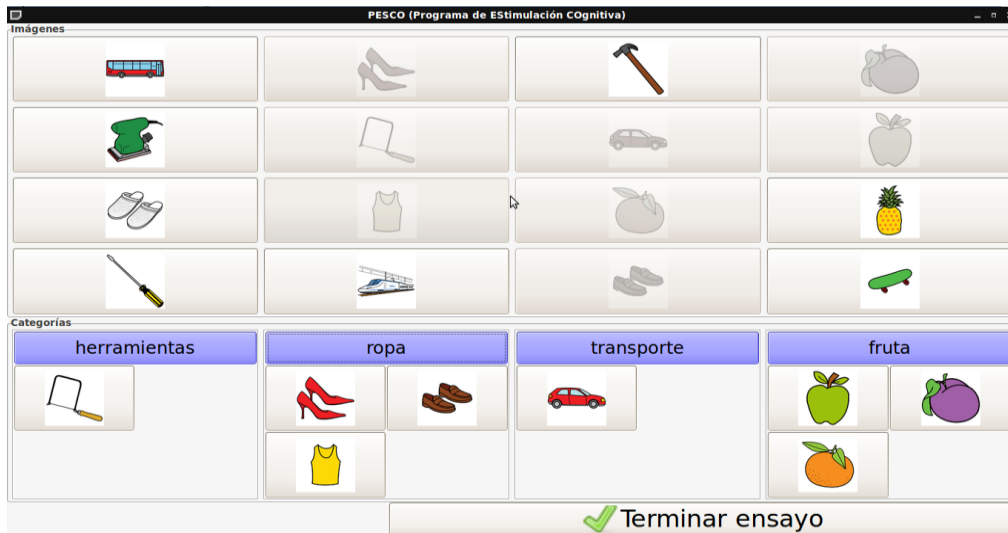 PESCO (Programa de EStimulación COgnitiva)
Imágenes
Categorías
herramientas
ropa
transporte
fruta
Terminar ensayo